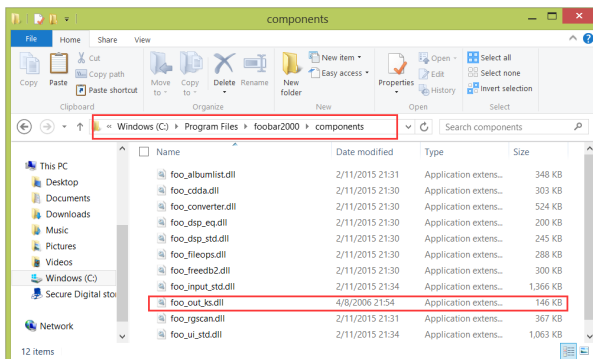 components
File Home Share View
Copy
Paste
Cut
Copy path
Paste shortcut
Clipboard
Move to
Copy to
Delete
Rename
Organize
New folder
New item
Easy access
New
Properties
Open
Edit
History
Open
Select all
Select none
Invert selection
Select
« Windows (C:) Program Files foobar2000 components
Search components
Name Date modified Type Size
This PC
Desktop
Documents
Downloads
Music
Pictures
Videos
Windows (C:)
Secure Digital stor
Network
foo_albumlist.dll 2/11/2015 21:31 Application extens... 348 KB
foo_cdda.dll 2/11/2015 21:30 Application extens... 303 KB
foo_converter.dll 2/11/2015 21:30 Application extens... 524 KB
foo_dsp_eq.dll 2/11/2015 21:30 Application extens... 200 KB
foo_dsp_std.dll 2/11/2015 21:30 Application extens... 245 KB
foo_fileops.dll 2/11/2015 21:30 Application extens... 288 KB
foo_freedb2.dll 2/11/2015 21:30 Application extens... 300 KB
foo_input_std.dll 2/11/2015 21:34 Application extens... 1,366 KB
foo_out_ks.dll 4/8/2006 21:54 Application extens... 146 KB
foo_rgscan.dll 2/11/2015 21:31 Application extens... 367 KB
foo_ui_std.dll 2/11/2015 21:34 Application extens... 1,063 KB
12 items